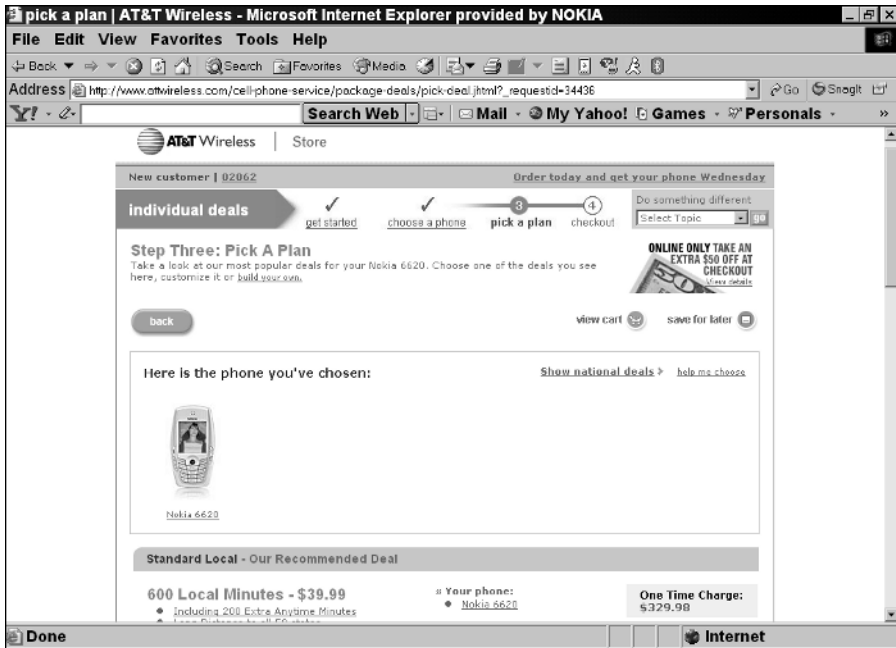 pick a plan | AT&T Wireless - Microsoft Internet Explorer provided by NOKIA
File Edit View Favorites Tools Help
Back Search Favorites Media
Address http://www.attwireless.com/cell-phone-service/package-deals/pick-deal.jhtml?_requestid=34436 Go SnagIt
Y! Search Web Mail My Yahoo! Games Personals »
AT&T Wireless | Store
New customer | 02062 Order today and get your phone Wednesday
individual deals get started choose a phone 3 pick a plan 4 checkout
Do something different
Select Topic go
Step Three: Pick A Plan
Take a look at our most popular deals for your Nokia 6620. Choose one of the deals you see
here, customize it or build your own.
ONLINE ONLY TAKE AN
EXTRA $50 OFF AT
CHECKOUT
View details
back view cart save for later
Here is the phone you've chosen: Show national deals help me choose
Nokia 6620
Standard Local - Our Recommended Deal
600 Local Minutes - $39.99
Including 200 Extra Anytime Minutes
Long Distance to all 50 states
Your phone:
Nokia 6620
One Time Charge:
$329.98
Done Internet